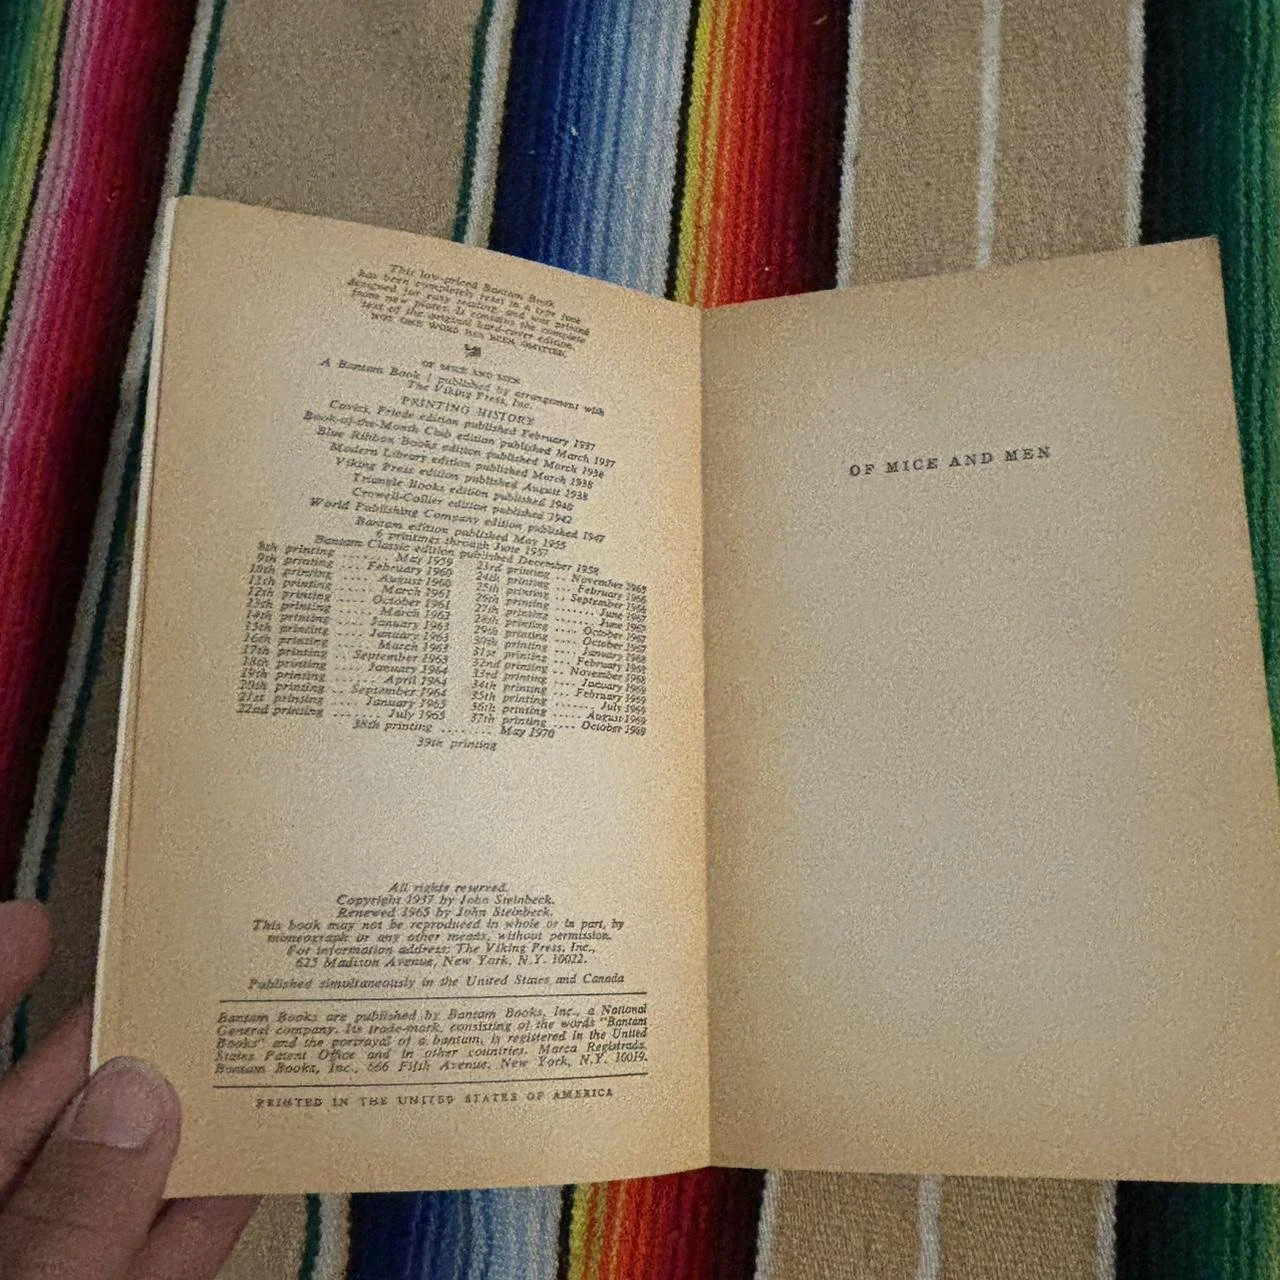 This low-priced Bantam Book
has been completely reset in a type face
designed for easy reading, and was printed
from new plates. It contains the complete
text of the original hard-cover edition.
NOT ONE WORD HAS BEEN OMITTED.
OF MICE AND MEN
A Bantam Book / published by arrangement with
The Viking Press, Inc.
PRINTING HISTORY
Covici, Friede edition published February 1937
Book-of-the-Month Club edition published March 1937
Blue Ribbon Books edition published March 1938
Modern Library edition published March 1938
Viking Press edition published August 1938
Triangle Books edition published 1940
Crowell-Collier edition published 1942
World Publishing Company edition published 1947
Bantam edition published May 1955
6 printings through June 1957
Bantam Classic edition published December 1958
8th printing ....... May 1959
9th printing .... February 1960
10th printing ..... August 1960
11th printing ...... March 1961
12th printing .... October 1961
13th printing ...... March 1962
14th printing .... January 1963
15th printing .... January 1963
16th printing ...... March 1963
17th printing .. September 1963
18th printing .... January 1964
19th printing ...... April 1964
20th printing .. September 1964
21st printing .... January 1965
22nd printing ....... July 1965
23rd printing .. November 1965
24th printing ... February 1966
25th printing .. September 1966
26th printing ....... June 1967
27th printing ....... June 1967
28th printing .... October 1967
29th printing .... October 1967
30th printing .... January 1968
31st printing ... February 1968
32nd printing .. November 1968
33rd printing .... January 1969
34th printing ... February 1969
35th printing ....... July 1969
36th printing ..... August 1969
37th printing .... October 1969
38th printing ........ May 1970
39th printing
All rights reserved.
Copyright 1937 by John Steinbeck.
Renewed 1965 by John Steinbeck.
This book may not be reproduced in whole or in part, by
mimeograph or any other means, without permission.
For information address: The Viking Press, Inc.,
625 Madison Avenue, New York, N.Y. 10022.
Published simultaneously in the United States and Canada
Bantam Books are published by Bantam Books, Inc., a National
General company. Its trade-mark, consisting of the words "Bantam
Books" and the portrayal of a bantam, is registered in the United
States Patent Office and in other countries. Marca Registrada.
Bantam Books, Inc., 666 Fifth Avenue, New York, N.Y. 10019.
PRINTED IN THE UNITED STATES OF AMERICA
OF MICE AND MEN